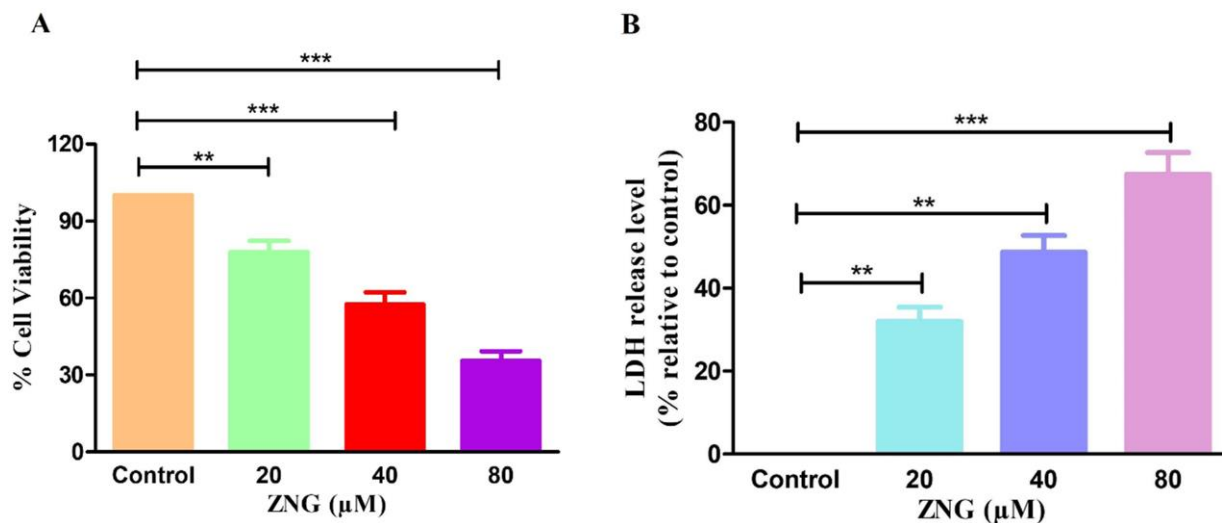 A
***
***
**
% Cell Viability
120
90
60
30
0
Control 20 40 80
ZNG (µM)
B
***
**
**
LDH release level
(% relative to control)
80
60
40
20
0
Control 20 40 80
ZNG (µM)